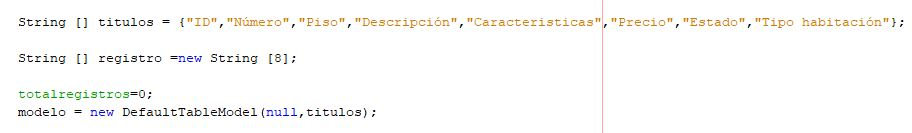 String [] titulos = {"ID","Número","Piso","Descripción","Caracteristicas","Precio","Estado","Tipo habitación"};
String [] registro =new String [8];
totalregistros=0;
modelo = new DefaultTableModel(null,titulos);